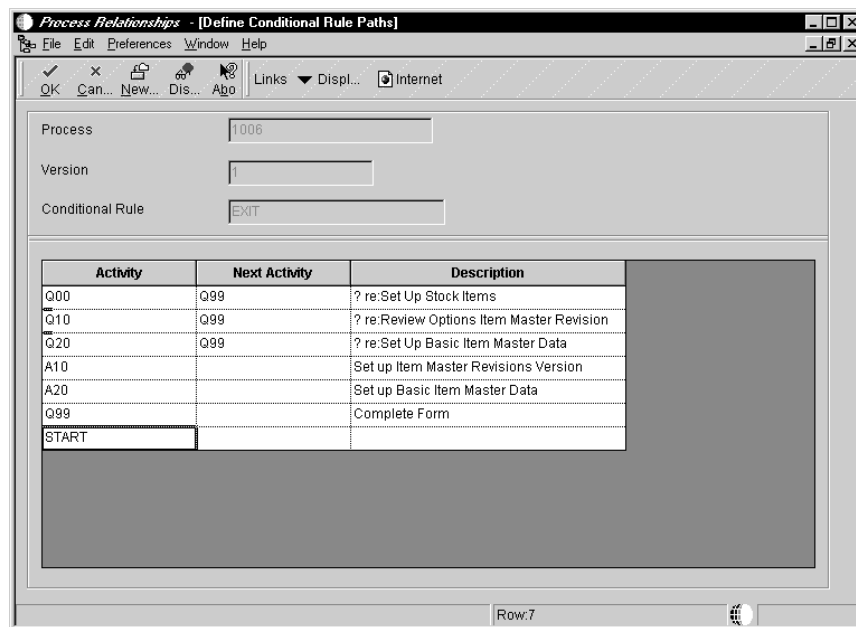 Process Relationships - [Define Conditional Rule Paths]
File Edit Preferences Window Help
OK Can... New... Dis... Abo Links Displ... Internet
Process 1006
Version 1
Conditional Rule EXIT
Activity Next Activity Description
Q00 Q99 ? re:Set Up Stock Items
Q10 Q99 ? re:Review Options Item Master Revision
Q20 Q99 ? re:Set Up Basic Item Master Data
A10 Set up Item Master Revisions Version
A20 Set up Basic Item Master Data
Q99 Complete Form
START
Row:7